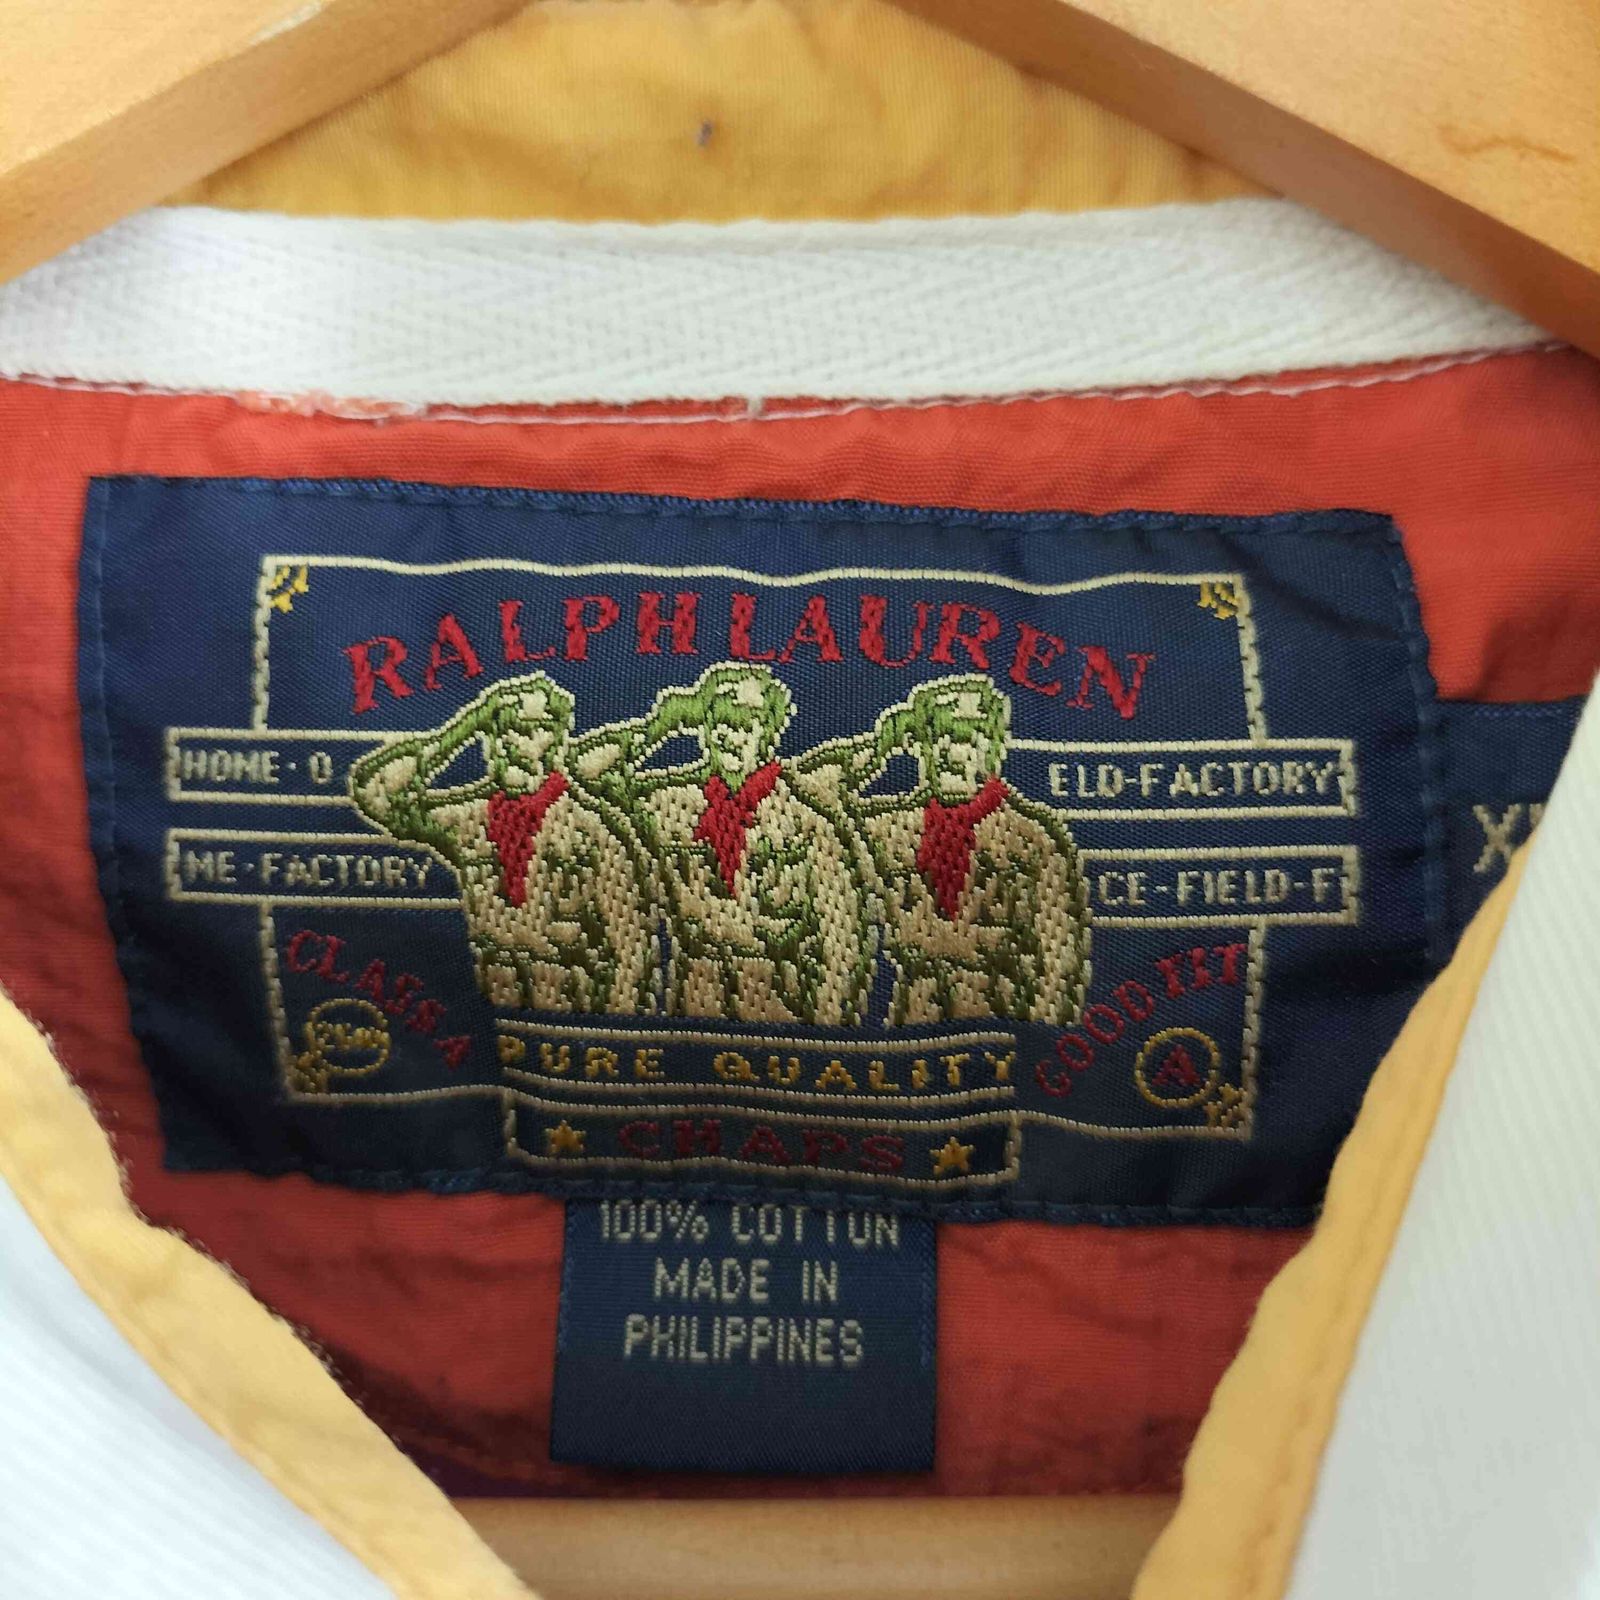 RALPH LAUREN
HOME-O
ELD-FACTORY
ME-FACTORY
CE-FIELD-F
CLASS A
GOOD FIT
A
PURE QUALITY
CHAPS
100% COTTON
MADE IN
PHILIPPINES